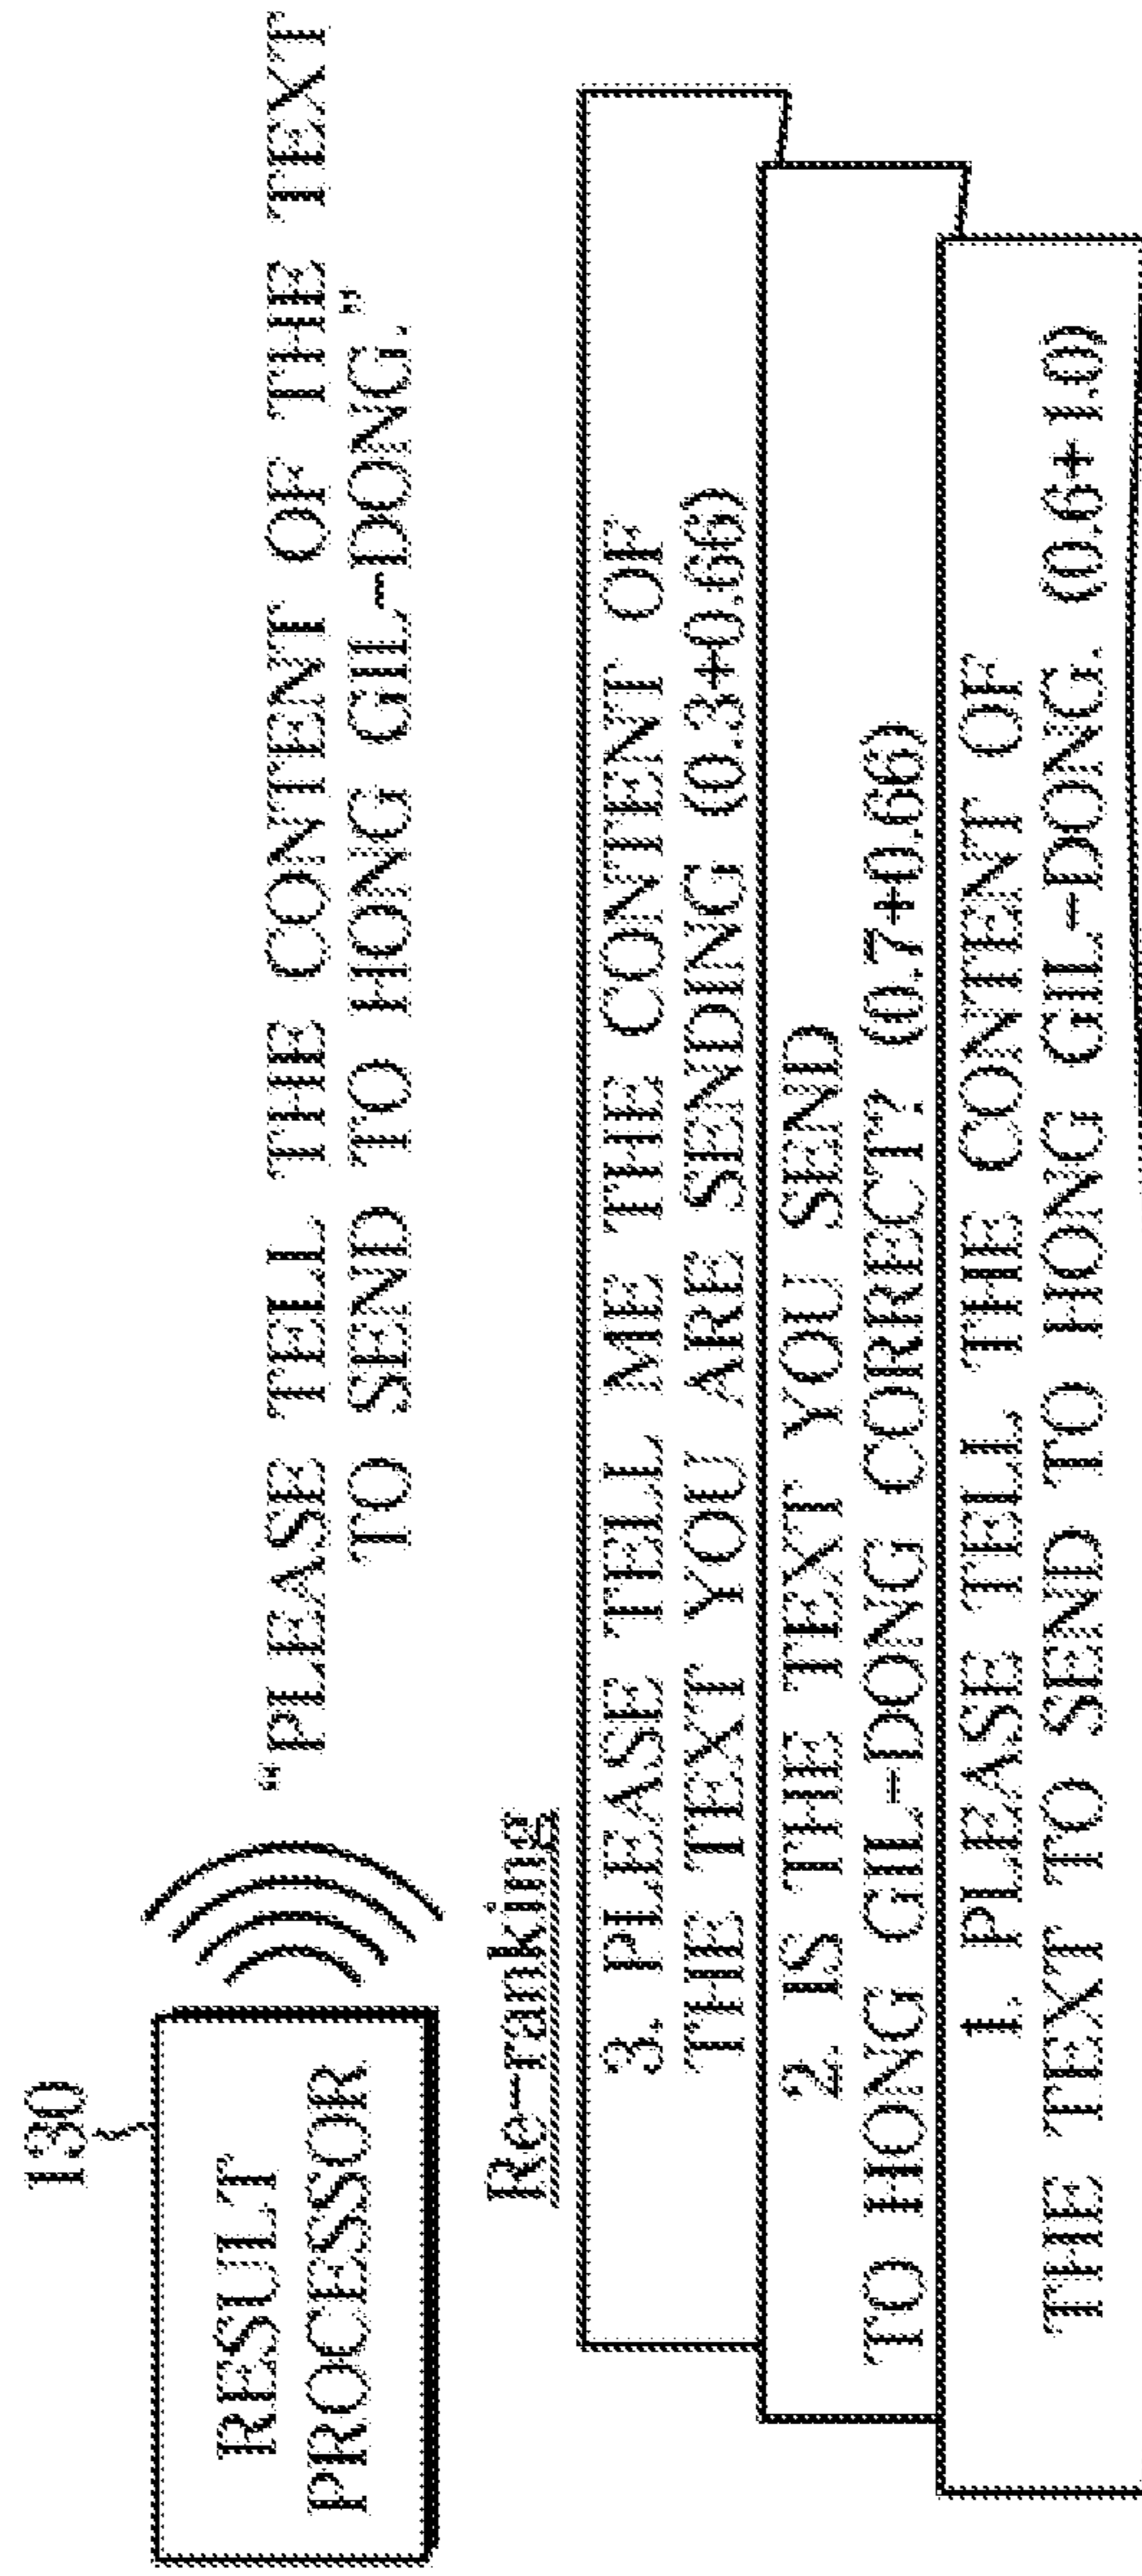 130
RESULT
PROCESSOR
“PLEASE TELL THE CONTENT OF THE TEXT
TO SEND TO HONG GIL-DONG.”
Re-ranking
3. PLEASE TELL ME THE CONTENT OF
THE TEXT YOU ARE SENDING (0.3+0.66)
2. IS THE TEXT YOU SEND
TO HONG GIL-DONG CORRECT? (0.7+0.66)
1. PLEASE TELL THE CONTENT OF
THE TEXT TO SEND TO HONG GIL-DONG. (0.6+1.0)